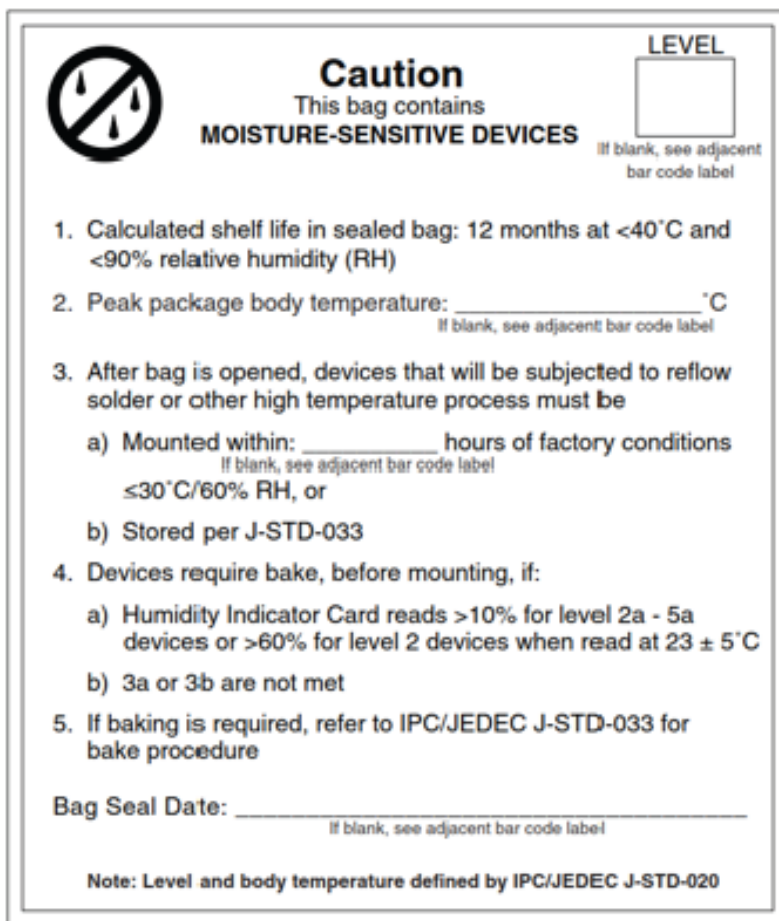 LEVEL
Caution
This bag contains
MOISTURE-SENSITIVE DEVICES
If blank, see adjacent
bar code label
1. Calculated shelf life in sealed bag: 12 months at <40˚C and
<90% relative humidity (RH)
2. Peak package body temperature: ____________________˚C
If blank, see adjacent bar code label
3. After bag is opened, devices that will be subjected to reflow
solder or other high temperature process must be
a) Mounted within: ___________ hours of factory conditions
If blank, see adjacent bar code label
≤30˚C/60% RH, or
b) Stored per J-STD-033
4. Devices require bake, before mounting, if:
a) Humidity Indicator Card reads >10% for level 2a - 5a
devices or >60% for level 2 devices when read at 23 ± 5˚C
b) 3a or 3b are not met
5. If baking is required, refer to IPC/JEDEC J-STD-033 for
bake procedure
Bag Seal Date: ____________________________________
If blank, see adjacent bar code label
Note: Level and body temperature defined by IPC/JEDEC J-STD-020